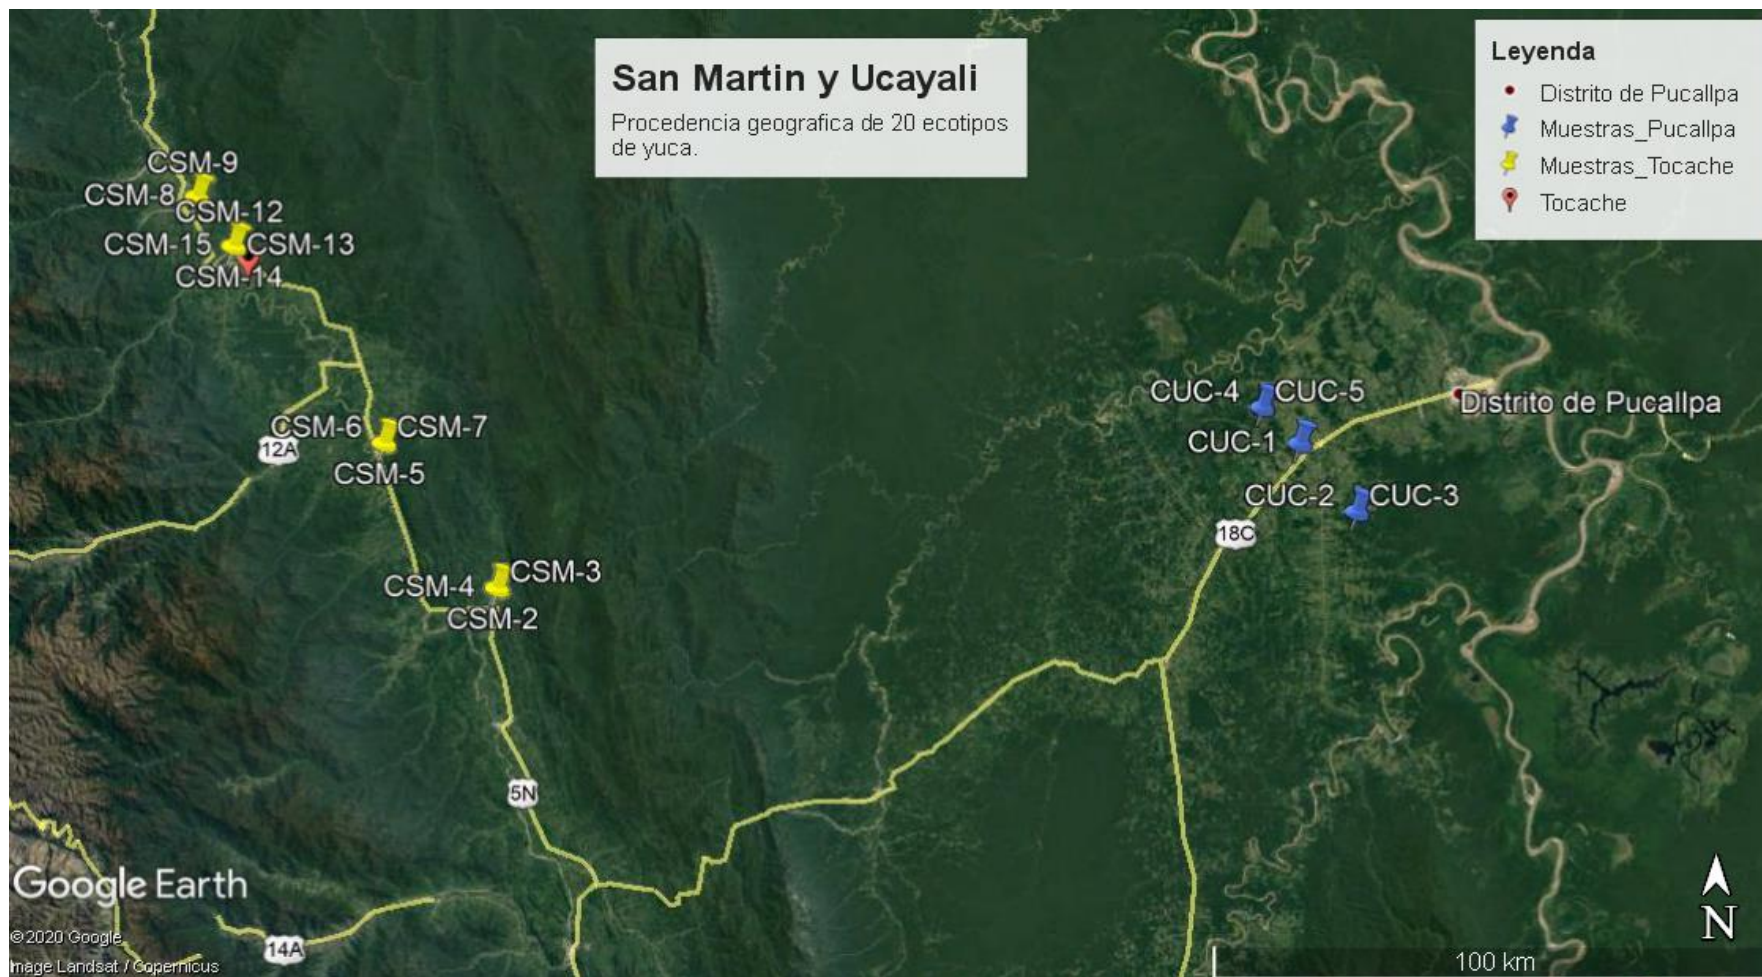 San Martin y Ucayali
Procedencia geografica de 20 ecotipos
de yuca.
Leyenda
Distrito de Pucallpa
Muestras_Pucallpa
Muestras_Tocache
Tocache
CSM-9
CSM-8
CSM-12
CSM-15
CSM-13
CSM-14
CUC-4
CUC-5
Distrito de Pucallpa
CSM-6
CSM-7
12A
CUC-1
CSM-5
CUC-2
CUC-3
18C
CSM-4
CSM-3
CSM-2
5N
Google Earth
N
© 2020 Google
14A
Image Landsat / Copernicus
100 km